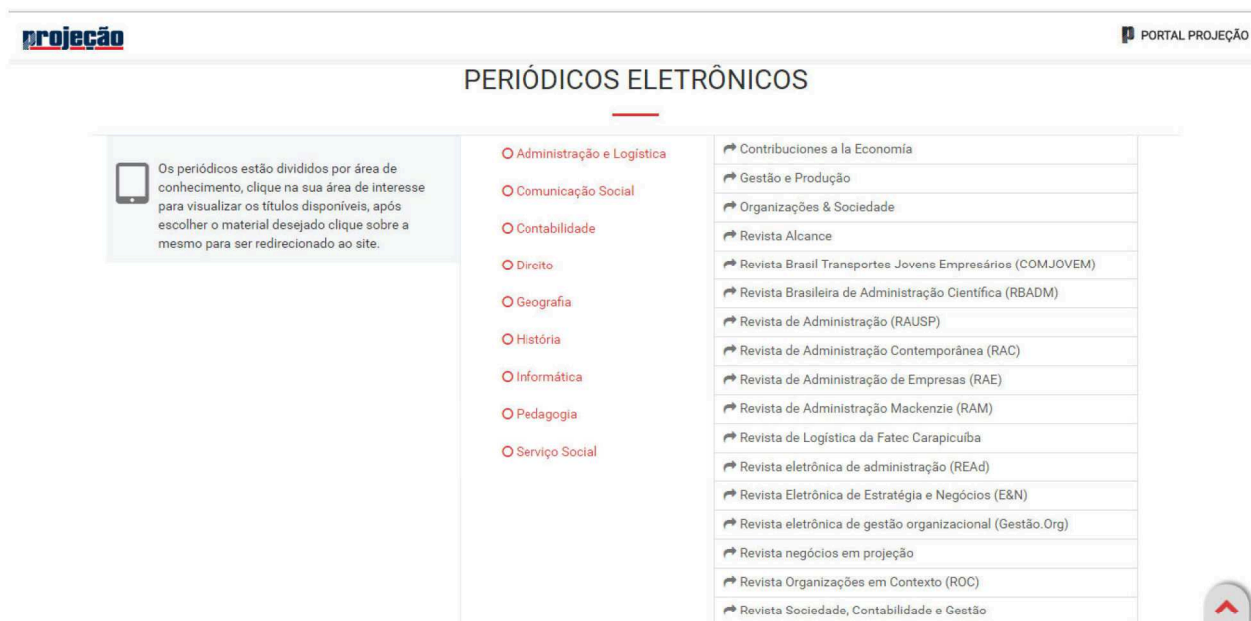 projeção
PORTAL PROJEÇÃO
PERIÓDICOS ELETRÔNICOS
Os periódicos estão divididos por área de
conhecimento, clique na sua área de interesse
para visualizar os títulos disponíveis, após
escolher o material desejado clique sobre a
mesmo para ser redirecionado ao site.
Administração e Logística
Comunicação Social
Contabilidade
Direito
Geografia
História
Informática
Pedagogia
Serviço Social
Contribuciones a la Economía
Gestão e Produção
Organizações & Sociedade
Revista Alcance
Revista Brasil Transportes Jovens Empresários (COMJOVEM)
Revista Brasileira de Administração Científica (RBADM)
Revista de Administração (RAUSP)
Revista de Administração Contemporânea (RAC)
Revista de Administração de Empresas (RAE)
Revista de Administração Mackenzie (RAM)
Revista de Logística da Fatec Carapicuíba
Revista eletrônica de administração (REAd)
Revista Eletrônica de Estratégia e Negócios (E&N)
Revista eletrônica de gestão organizacional (Gestão.Org)
Revista negócios em projeção
Revista Organizações em Contexto (ROC)
Revista Sociedade, Contabilidade e Gestão